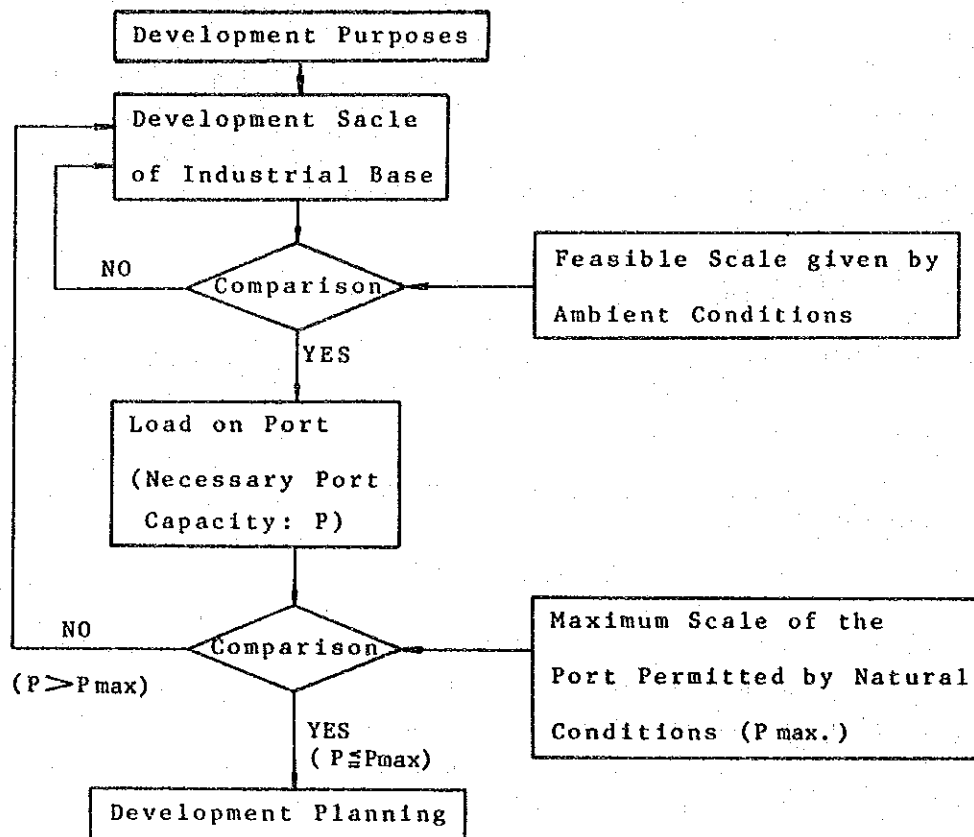 Development Purposes
Development Sacle
of Industrial Base
NO
Comparison
Feasible Scale given by
Ambient Conditions
YES
Load on Port
(Necessary Port
Capacity: P)
NO
(P>Pmax)
Comparison
Maximum Scale of the
Port Permitted by Natural
Conditions (P max.)
YES
( P≦Pmax)
Development Planning